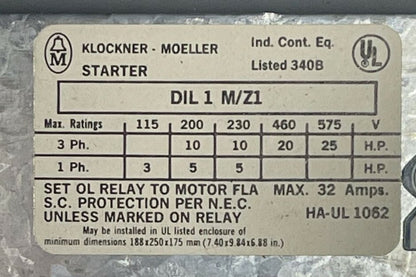 M KLOCKNER - MOELLER Ind. Cont. Eq. UL
STARTER Listed 340B
DIL 1 M/Z1
Max. Ratings 115 200 230 460 575 V
3 Ph. 10 10 20 25 H.P.
1 Ph. 3 5 5 H.P.
SET OL RELAY TO MOTOR FLA MAX. 32 Amps.
S.C. PROTECTION PER N.E.C.
UNLESS MARKED ON RELAY HA-UL 1062
May be installed in UL listed enclosure of
minimum dimensions 188x250x175 mm (7.40x9.84x6.88 in.)